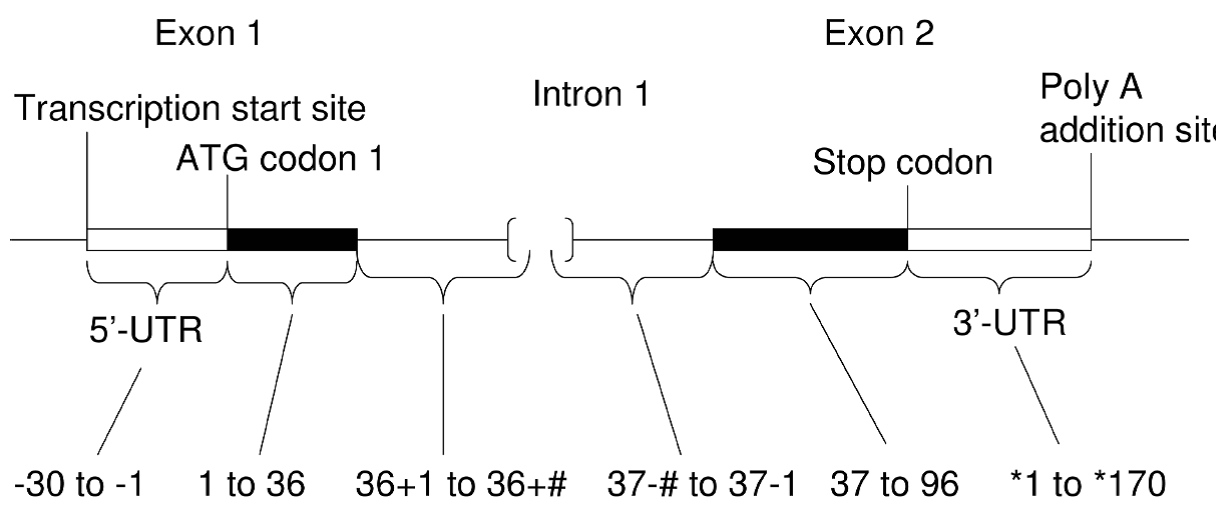 Exon 1
Exon 2
Intron 1
Poly A
addition site
Transcription start site
ATG codon 1
Stop codon
5’-UTR
3’-UTR
-30 to -1
1 to 36
36+1 to 36+#
37-# to 37-1
37 to 96
*1 to *170